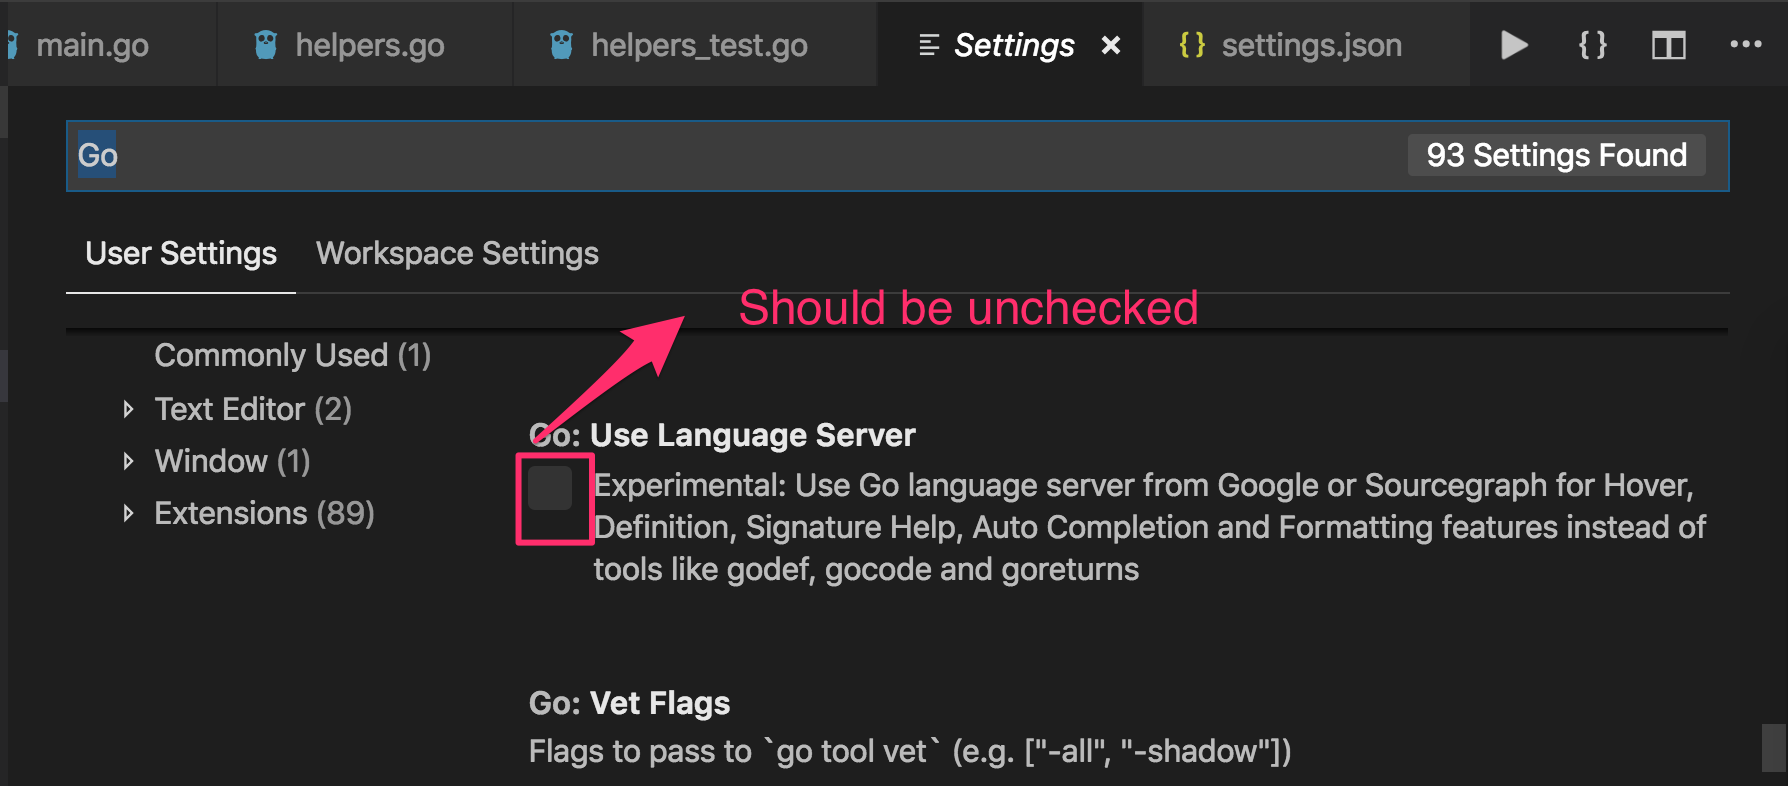 main.go
helpers.go
helpers_test.go
Settings
{ } settings.json
{ }
Go
93 Settings Found
User Settings
Workspace Settings
Should be unchecked
Commonly Used (1)
Text Editor (2)
Window (1)
Extensions (89)
Go: Use Language Server
Experimental: Use Go language server from Google or Sourcegraph for Hover,
Definition, Signature Help, Auto Completion and Formatting features instead of
tools like godef, gocode and goreturns
Go: Vet Flags
Flags to pass to `go tool vet` (e.g. ["-all", "-shadow"])